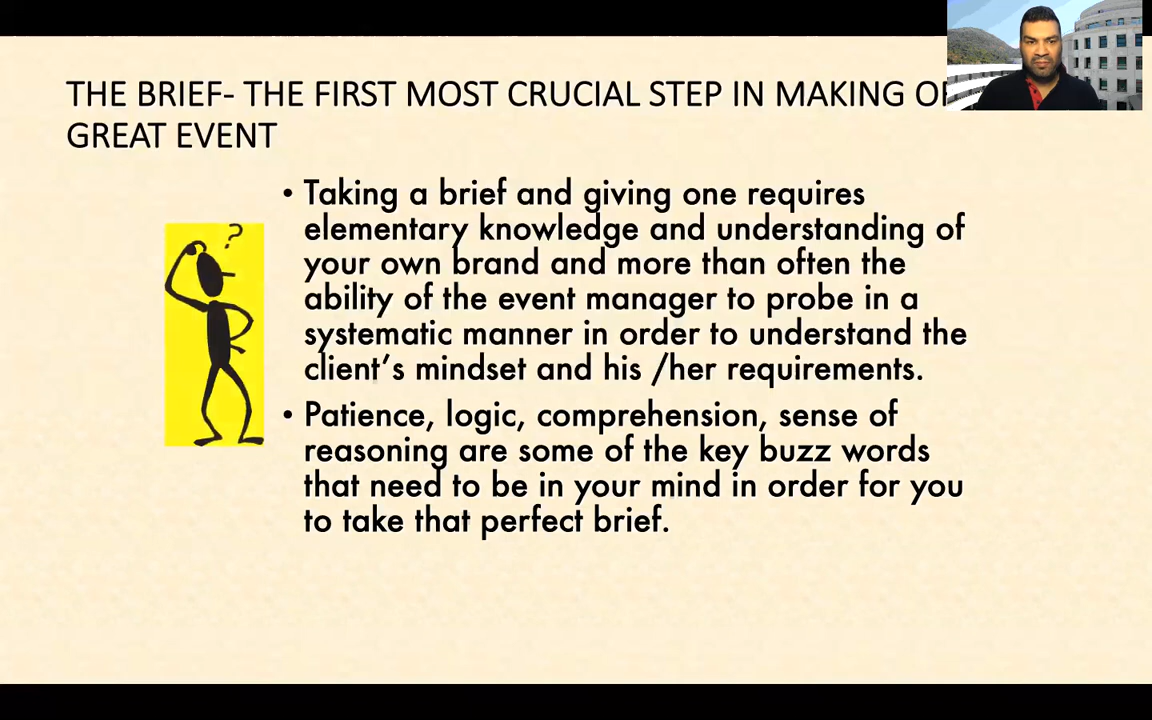 THE BRIEF- THE FIRST MOST CRUCIAL STEP IN MAKING
GREAT EVENT
?
• Taking a brief and giving one requires
elementary knowledge and understanding of
your own brand and more than often the
ability of the event manager to probe in a
systematic manner in order to understand the
client's mindset and his /her requirements.
• Patience, logic, comprehension, sense of
reasoning are some of the key buzz words
that need to be in your mind in order for you
to take that perfect brief.